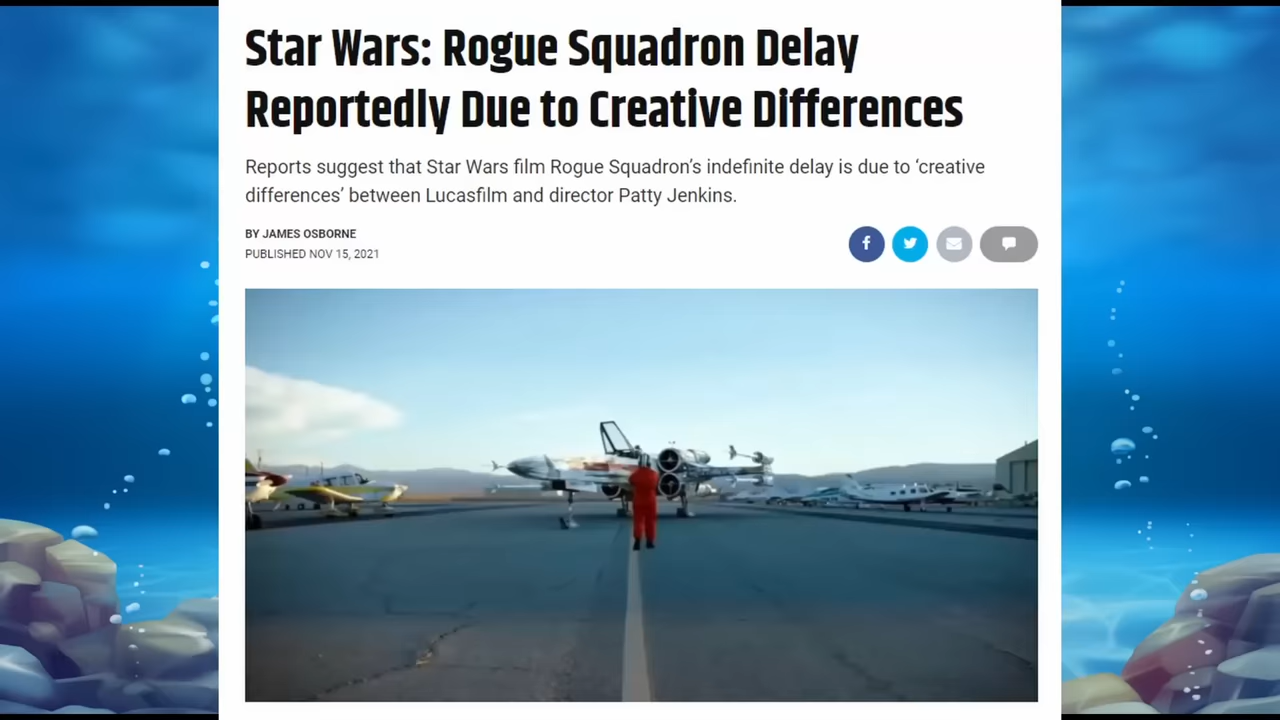 Star Wars: Rogue Squadron Delay
Reportedly Due to Creative Differences
Reports suggest that Star Wars film Rogue Squadron’s indefinite delay is due to ‘creative
differences’ between Lucasfilm and director Patty Jenkins.
BY JAMES OSBORNE
PUBLISHED NOV 15, 2021